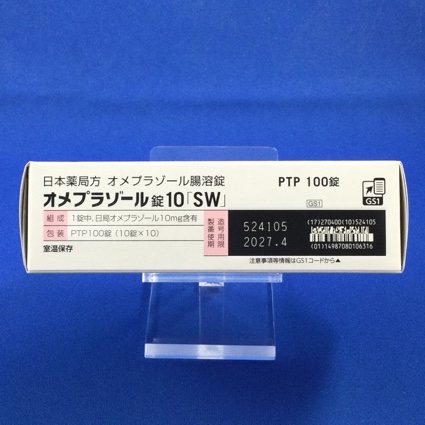 日本薬局方 オメプラゾール腸溶錠
オメプラゾール錠10「SW」
PTP 100錠
GS1
GS1
組成 1錠中、日局オメプラゾール10mg含有
包装 PTP100錠（10錠×10）
室温保存
製造番号 524105
使用期限 2027.4
(17)270400(10)524105
(01)14987080106316
注意事項等情報はGS1コードから▲